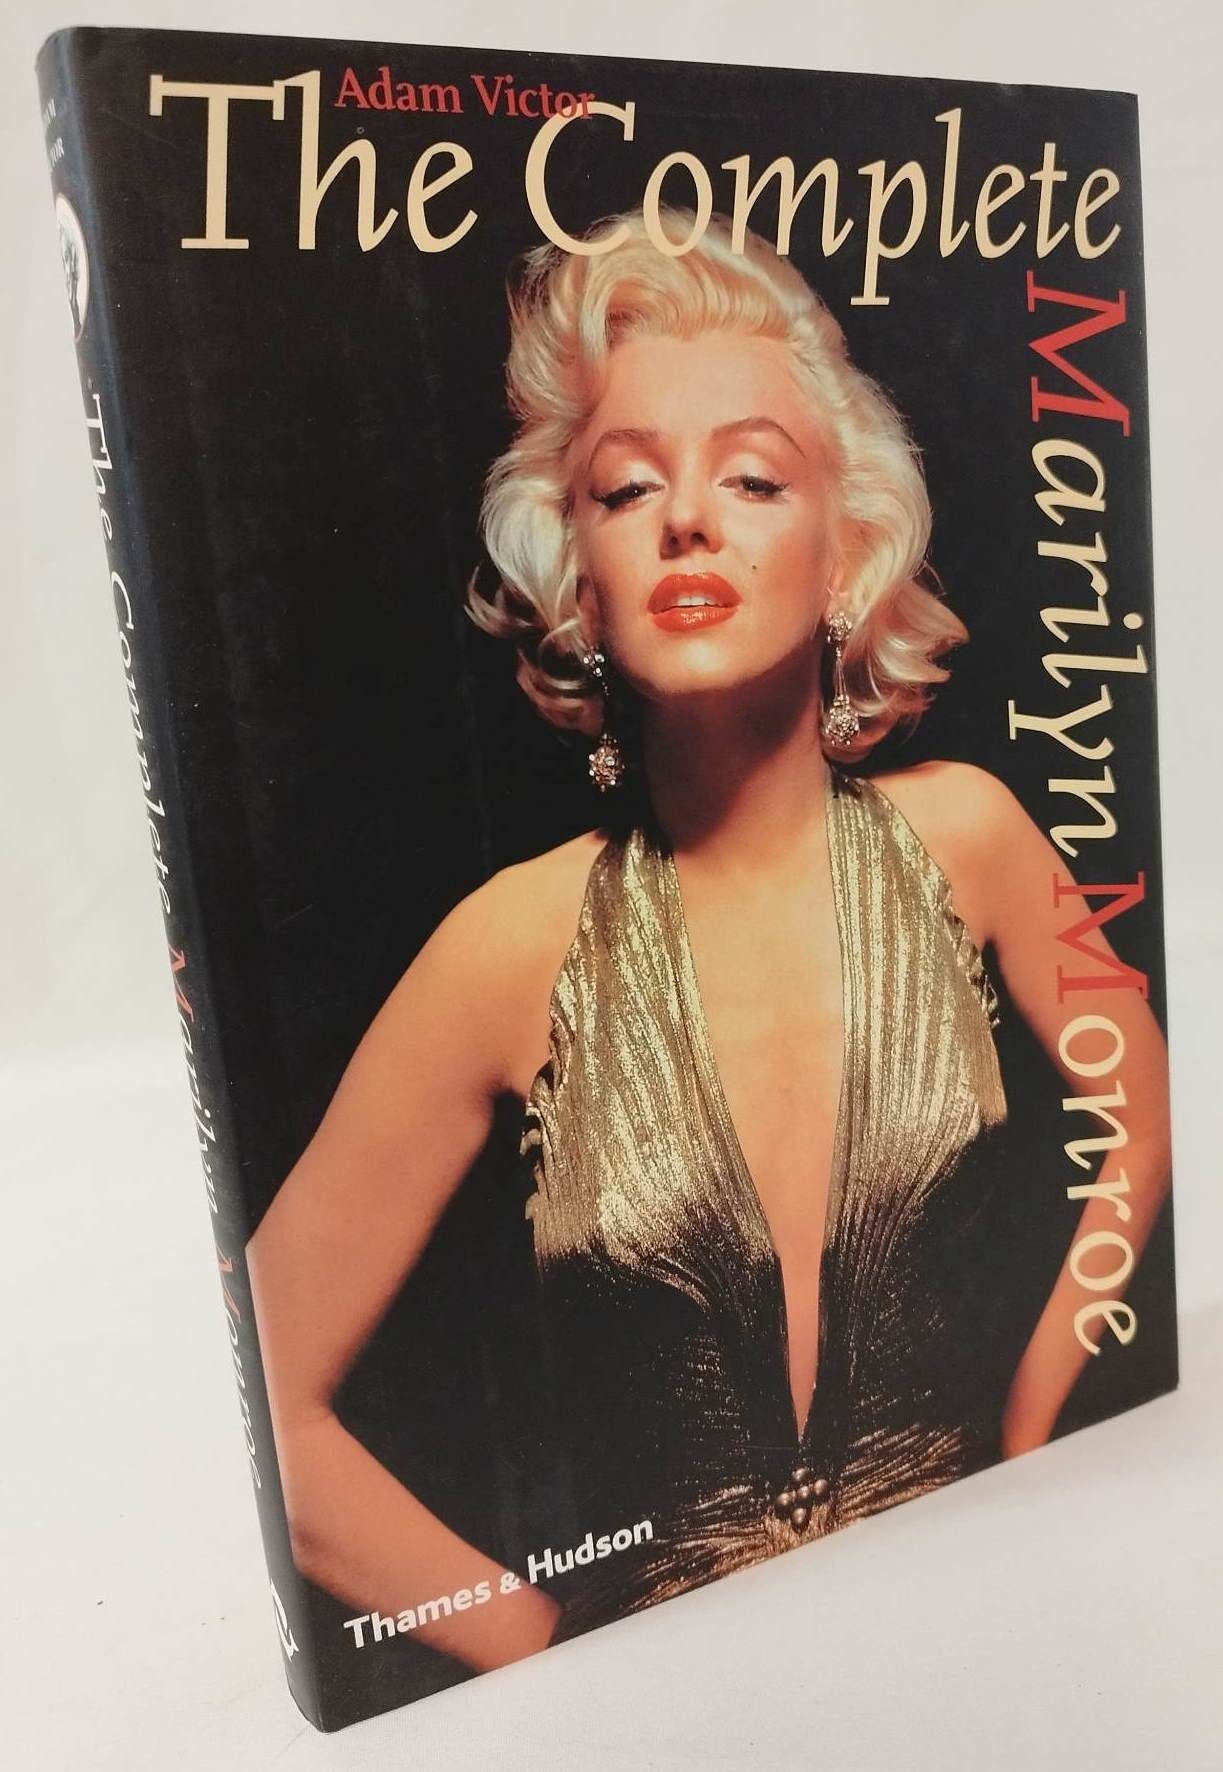 Adam Victor
The Complete
Marilyn Monroe
Thames & Hudson
The Complete Marilyn Monroe